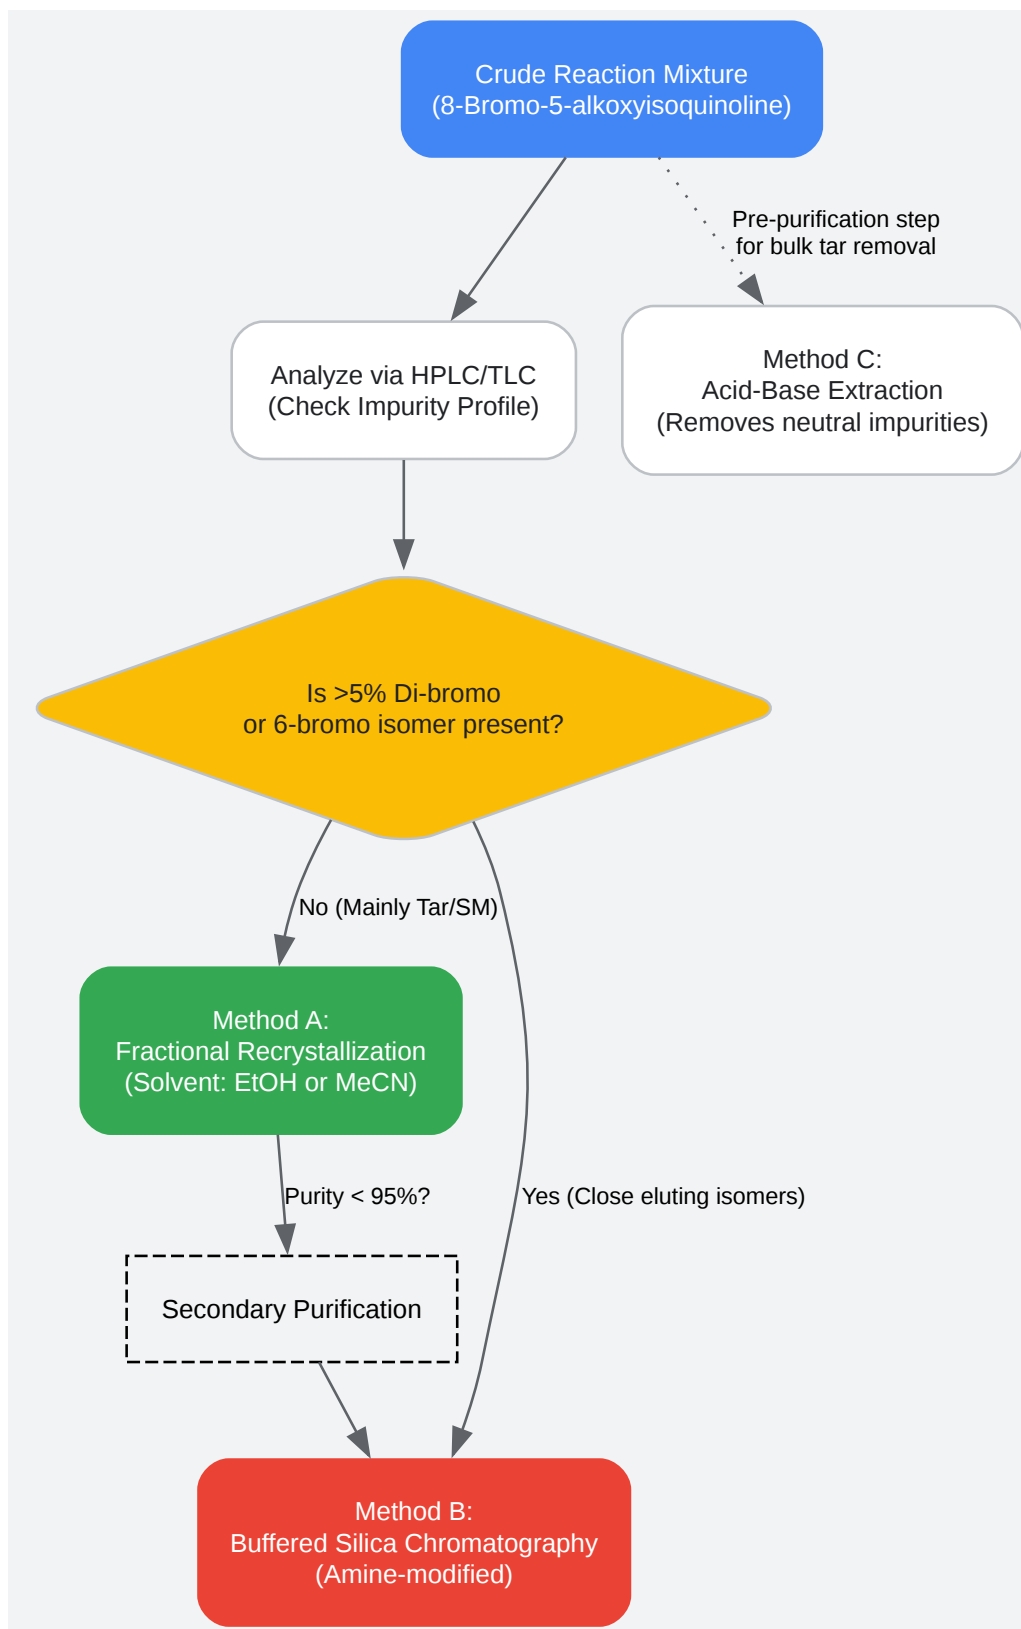 Crude Reaction Mixture
(8-Bromo-5-alkoxyisoquinoline)
Pre-purification step
for bulk tar removal
Analyze via HPLC/TLC
(Check Impurity Profile)
Method C:
Acid-Base Extraction
(Removes neutral impurities)
Is >5% Di-bromo
or 6-bromo isomer present?
No (Mainly Tar/SM)
Method A:
Fractional Recrystallization
(Solvent: EtOH or MeCN)
Purity < 95%?
Yes (Close eluting isomers)
Secondary Purification
Method B:
Buffered Silica Chromatography
(Amine-modified)